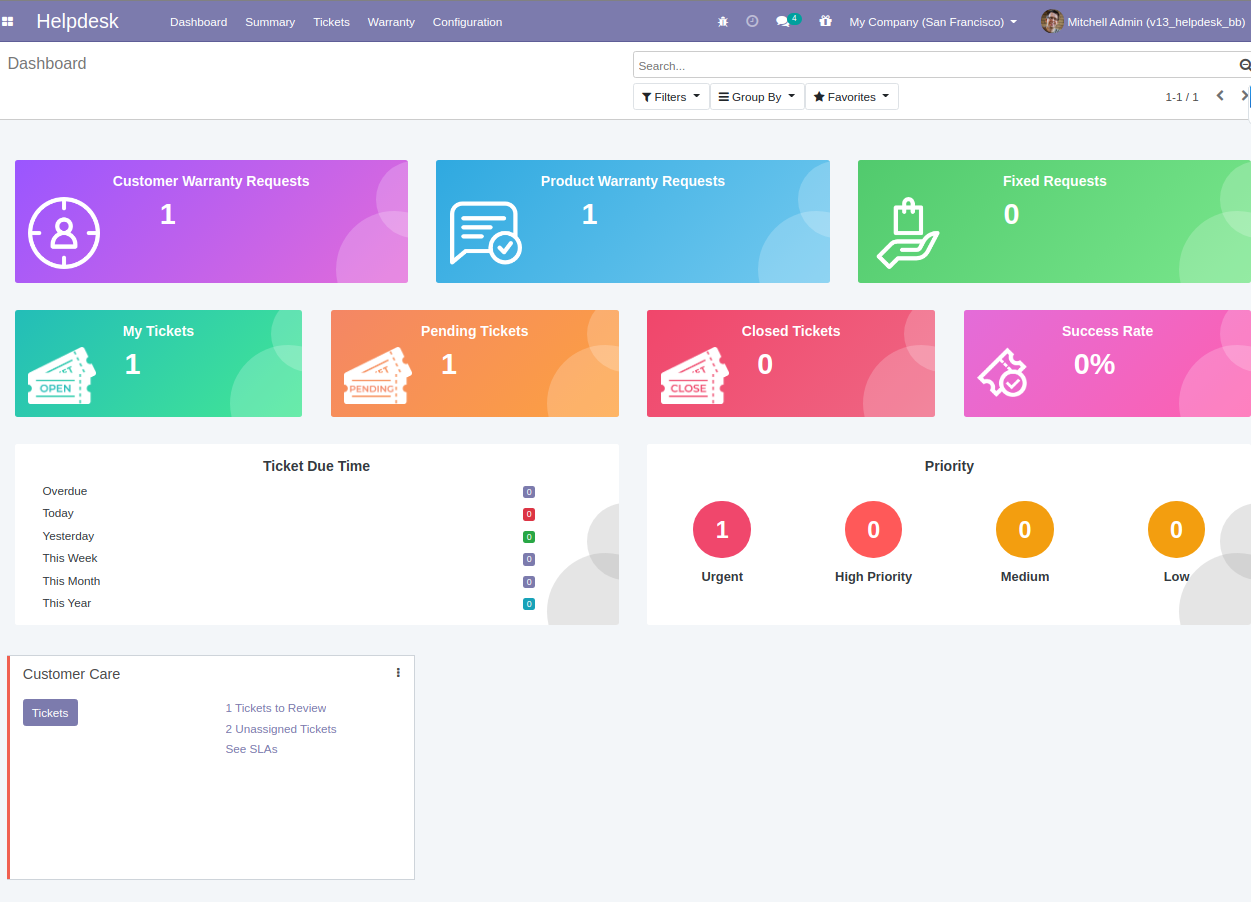 Helpdesk Dashboard Summary Tickets Warranty Configuration 4 My Company (San Francisco) Mitchell Admin (v13_helpdesk_bb)
Dashboard
Search...
Filters Group By Favorites 1-1 / 1
Customer Warranty Requests
1
Product Warranty Requests
1
Fixed Requests
0
My Tickets
1
OPEN
Pending Tickets
1
PENDING
Closed Tickets
0
CLOSE
Success Rate
0%
Ticket Due Time
Overdue 0
Today 0
Yesterday 0
This Week 0
This Month 0
This Year 0
Priority
1 0 0 0
Urgent High Priority Medium Low
Customer Care
Tickets
1 Tickets to Review
2 Unassigned Tickets
See SLAs